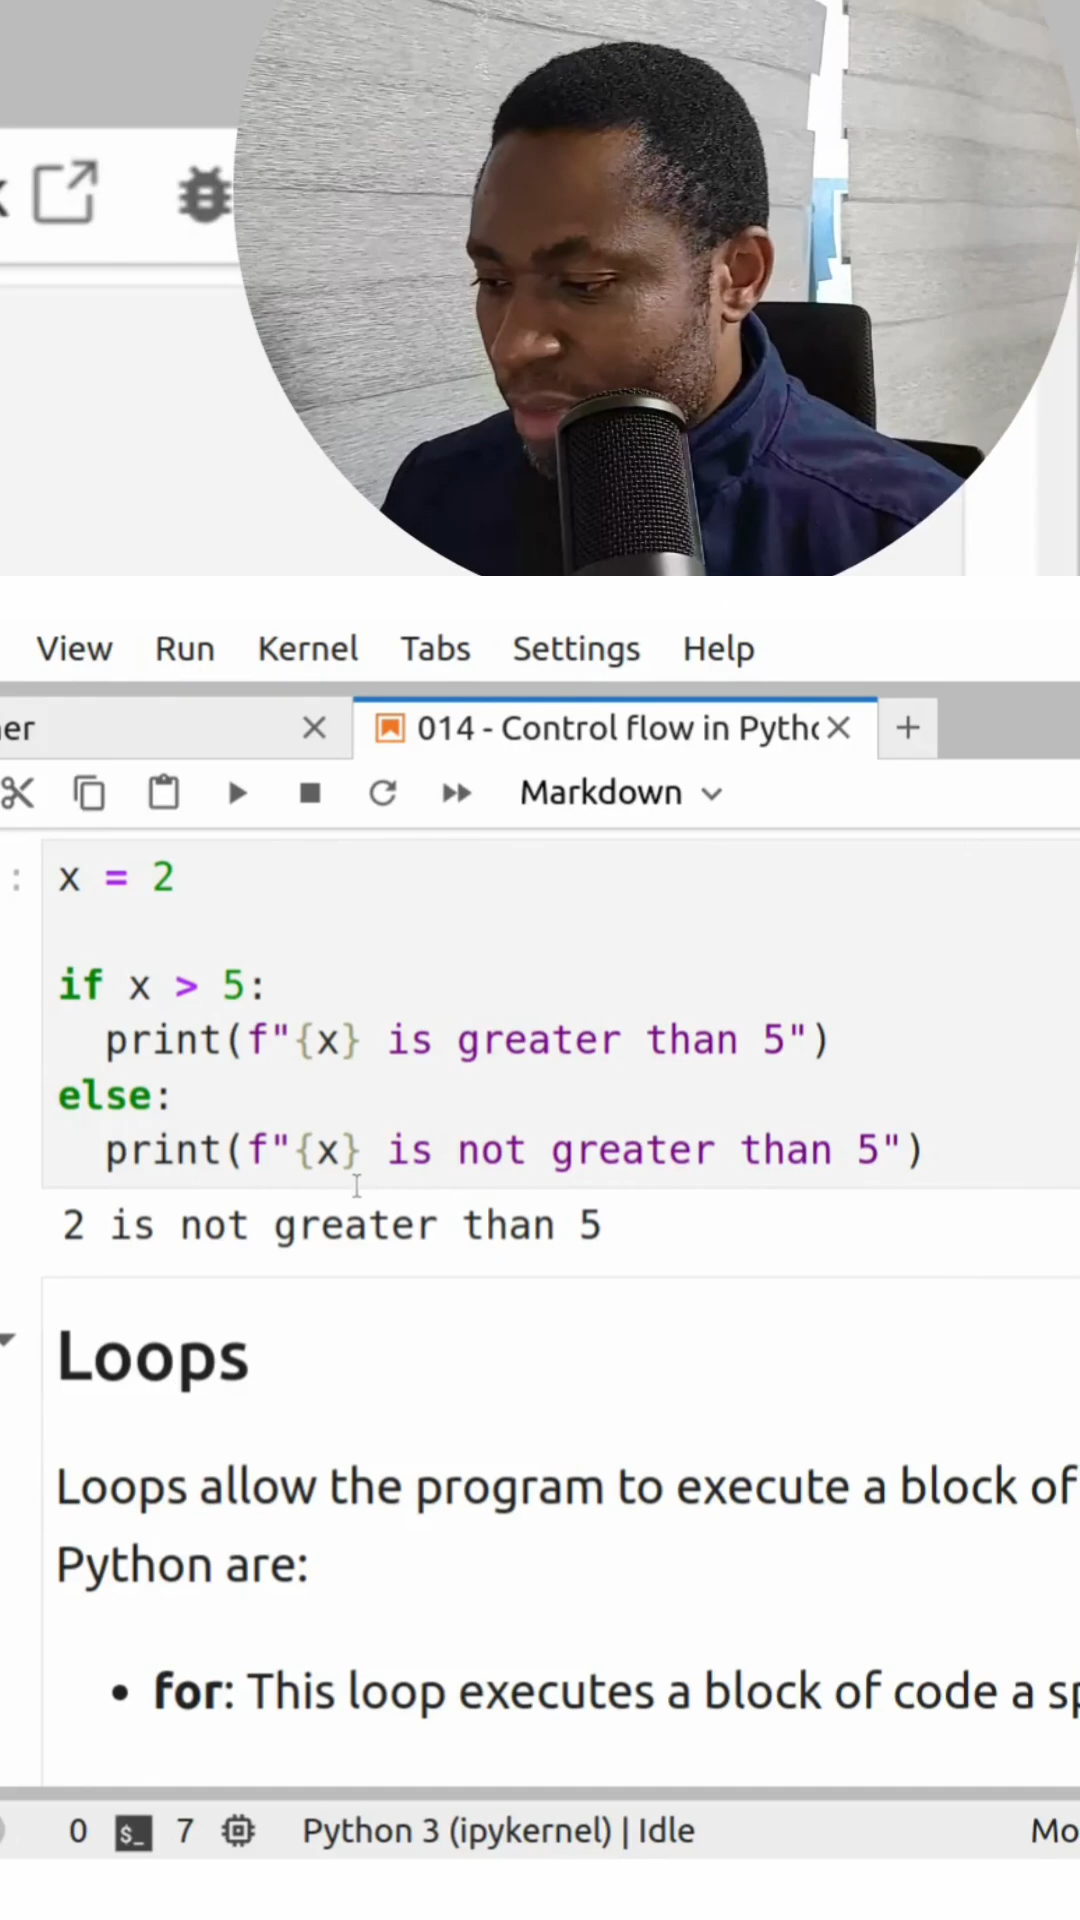 View Run Kernel Tabs Settings Help
er
014 - Control flow in Pytho
Markdown
: x = 2
if x > 5:
print(f"{x} is greater than 5")
else:
print(f"{x} is not greater than 5")
2 is not greater than 5
Loops
Loops allow the program to execute a block of
Python are:
• for: This loop executes a block of code a sp
0 $_ 7 Python 3 (ipykernel) | Idle Mo